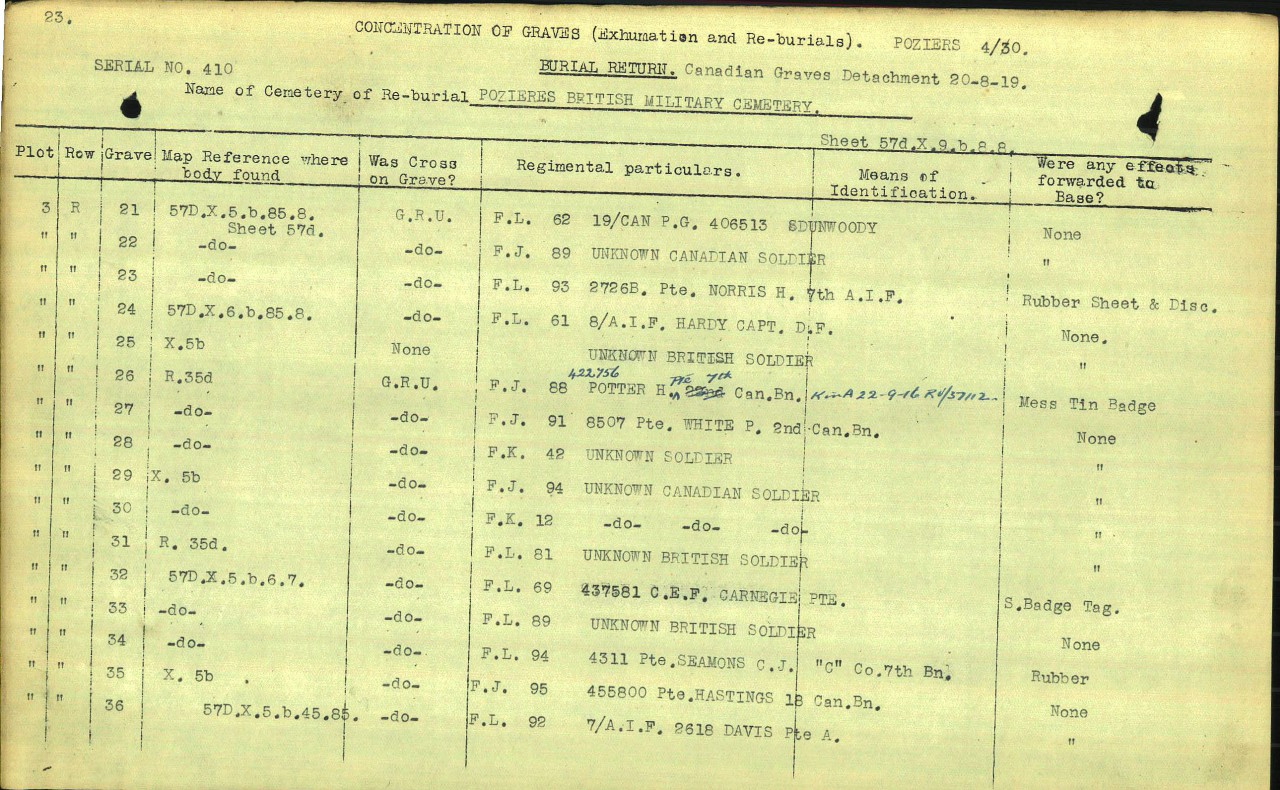 23.
CONCENTRATION OF GRAVES (Exhumation and Re-burials). POZIERS 4/30.
SERIAL NO. 410 BURIAL RETURN. Canadian Graves Detachment 20-8-19.
Name of Cemetery of Re-burial POZIERES BRITISH MILITARY CEMETERY.
Sheet 57d.X.9.b.8.8.
Plot Row Grave Map Reference where body found Was Cross on Grave? Regimental particulars. Means of Identification. Were any effects forwarded to Base?
3 R 21 57D.X.5.b.85.8. G.R.U. F.L. 62 19/CAN P.G. 406513 SDUNWOODY None
Sheet 57d.
" " 22 -do- -do- F.J. 89 UNKNOWN CANADIAN SOLDIER "
" " 23 -do- -do- F.L. 93 2726B. Pte. NORRIS H. 7th A.I.F. Rubber Sheet & Disc.
" " 24 57D.X.6.b.85.8. -do- F.L. 61 8/A.I.F. HARDY CAPT. D.F. None.
" " 25 X.5b None UNKNOWN BRITISH SOLDIER "
422756 Pte 7th
" " 26 R.35d G.R.U. F.J. 88 POTTER H. 22nd Can.Bn. K in A 22-9-16 Mess Tin Badge
" " 27 -do- -do- F.J. 91 8507 Pte. WHITE P. 2nd Can.Bn. None
" " 28 -do- -do- F.K. 42 UNKNOWN SOLDIER "
" " 29 X. 5b -do- F.J. 94 UNKNOWN CANADIAN SOLDIER "
" " 30 -do- -do- F.K. 12 -do- -do- -do- "
" " 31 R. 35d. -do- F.L. 81 UNKNOWN BRITISH SOLDIER "
" " 32 57D.X.5.b.6.7. -do- F.L. 69 437581 C.E.F. CARNEGIE PTE. S.Badge Tag.
" " 33 -do- -do- F.L. 89 UNKNOWN BRITISH SOLDIER None
" " 34 -do- -do- F.L. 94 4311 Pte.SEAMONS C.J. "C" Co.7th Bn. Rubber
" " 35 X. 5b . -do- F.J. 95 455800 Pte.HASTINGS 18 Can.Bn. None
" " 36 57D.X.5.b.45.85. -do- F.L. 92 7/A.I.F. 2618 DAVIS Pte A. "